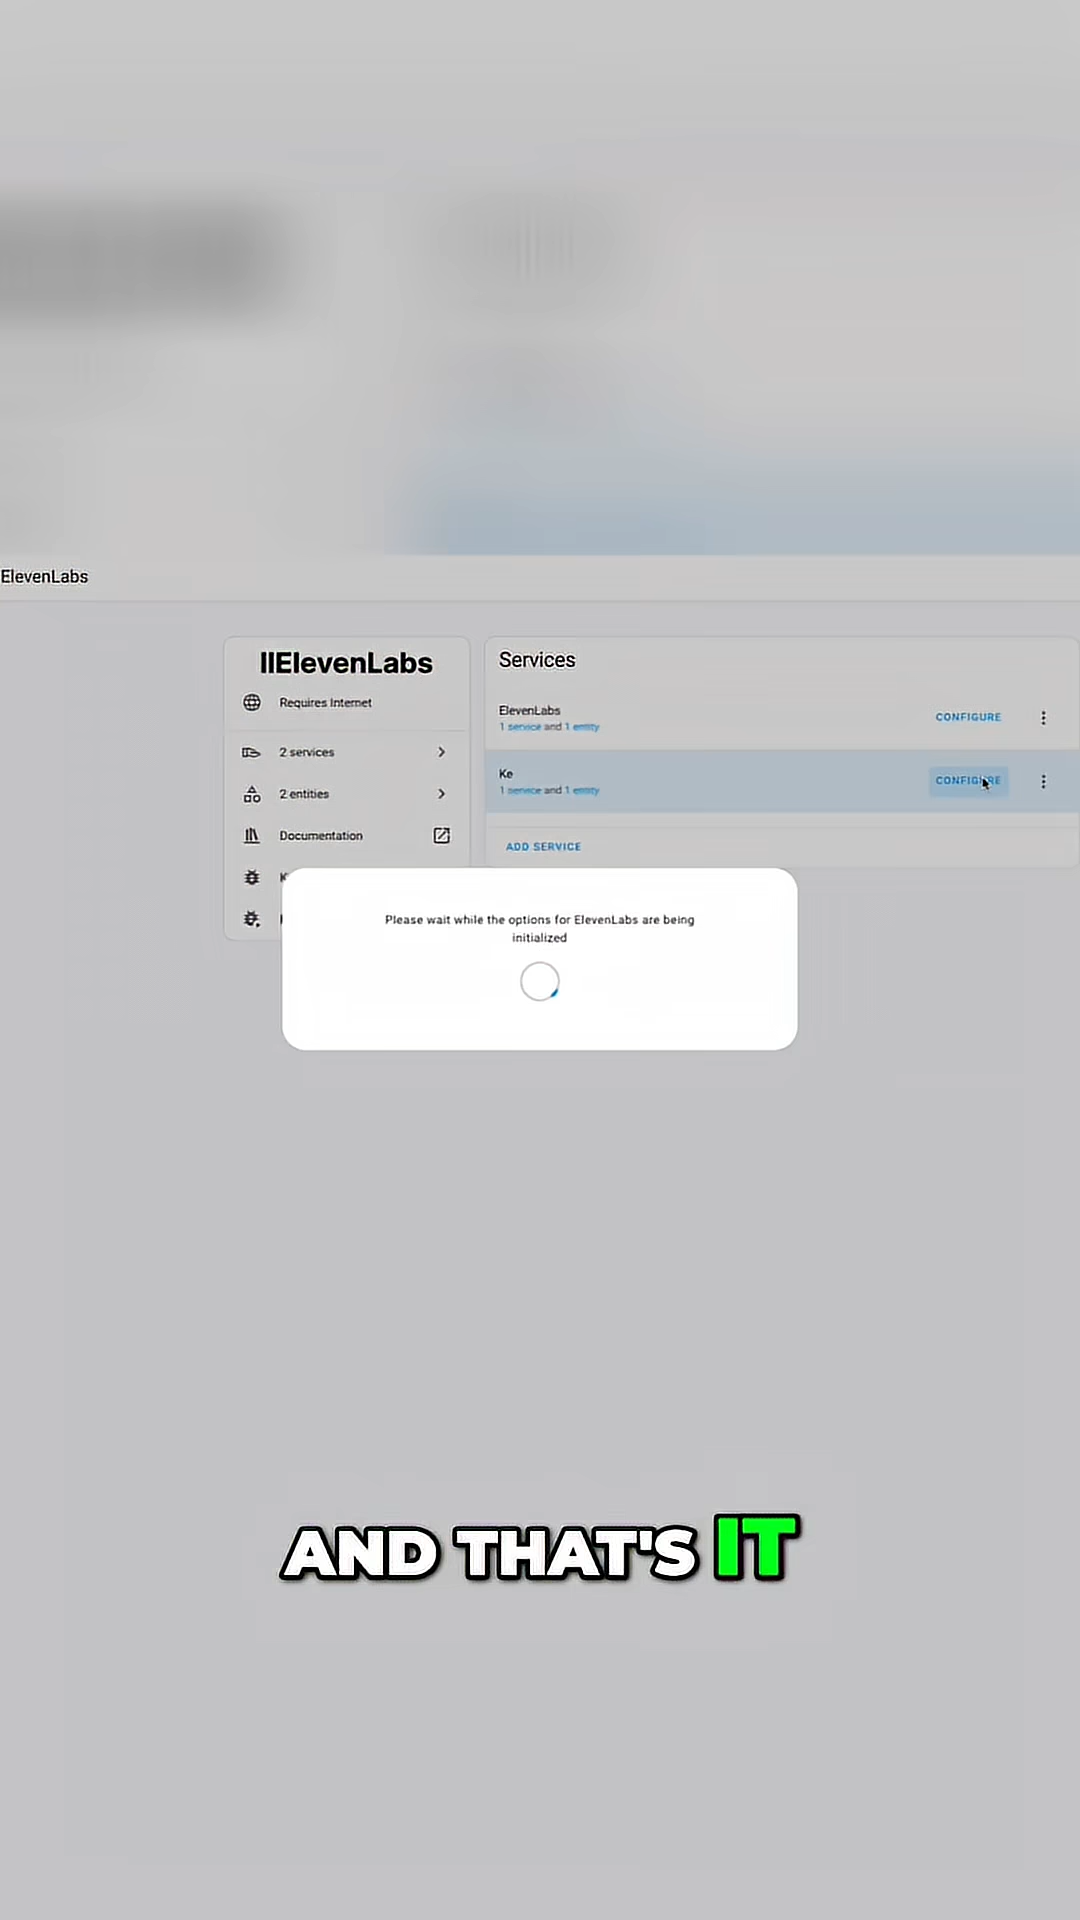 ElevenLabs
IIElevenLabs
Requires Internet
2 services
2 entities
Documentation
Services
ElevenLabs
1 service and 1 entity
CONFIGURE
Ke
1 service and 1 entity
CONFIGURE
ADD SERVICE
Please wait while the options for ElevenLabs are being
initialized
AND THAT'S IT